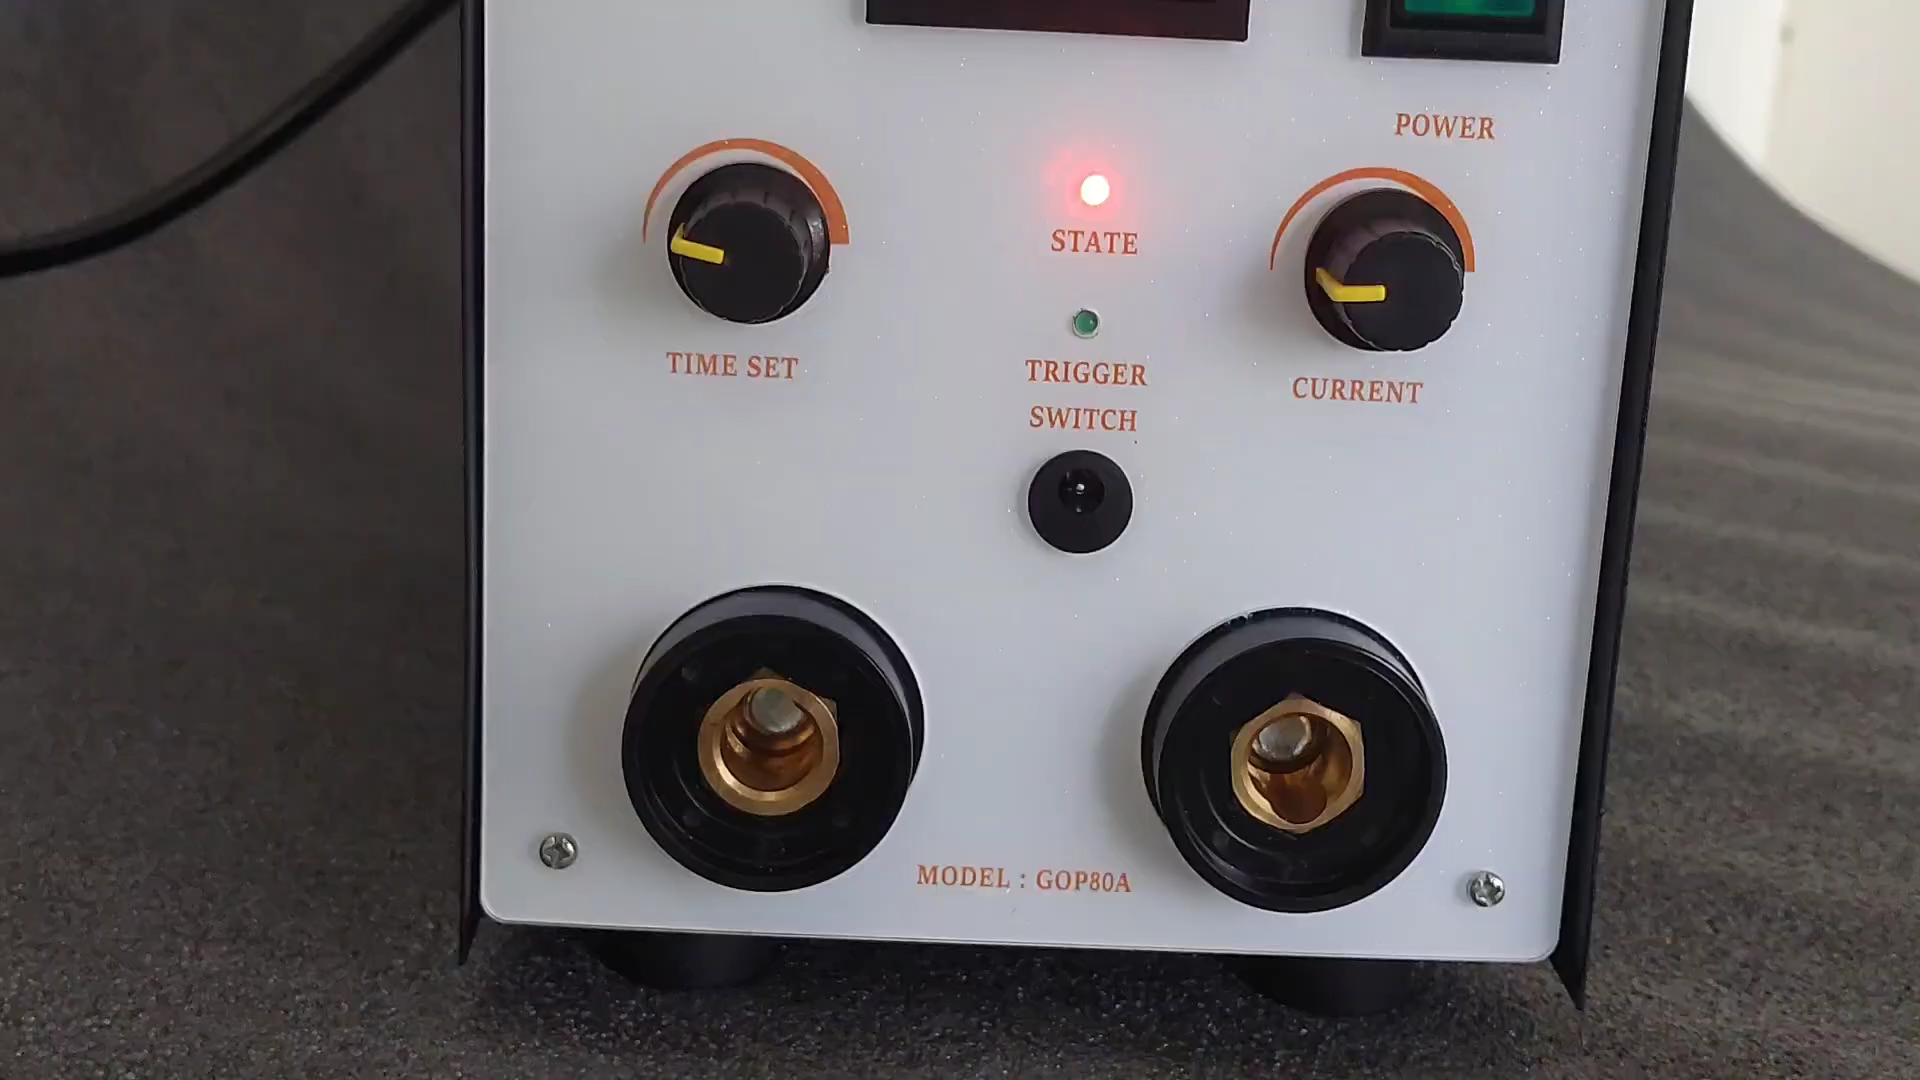 POWER
STATE
TIME SET
TRIGGER
SWITCH
CURRENT
MODEL : GOP80A